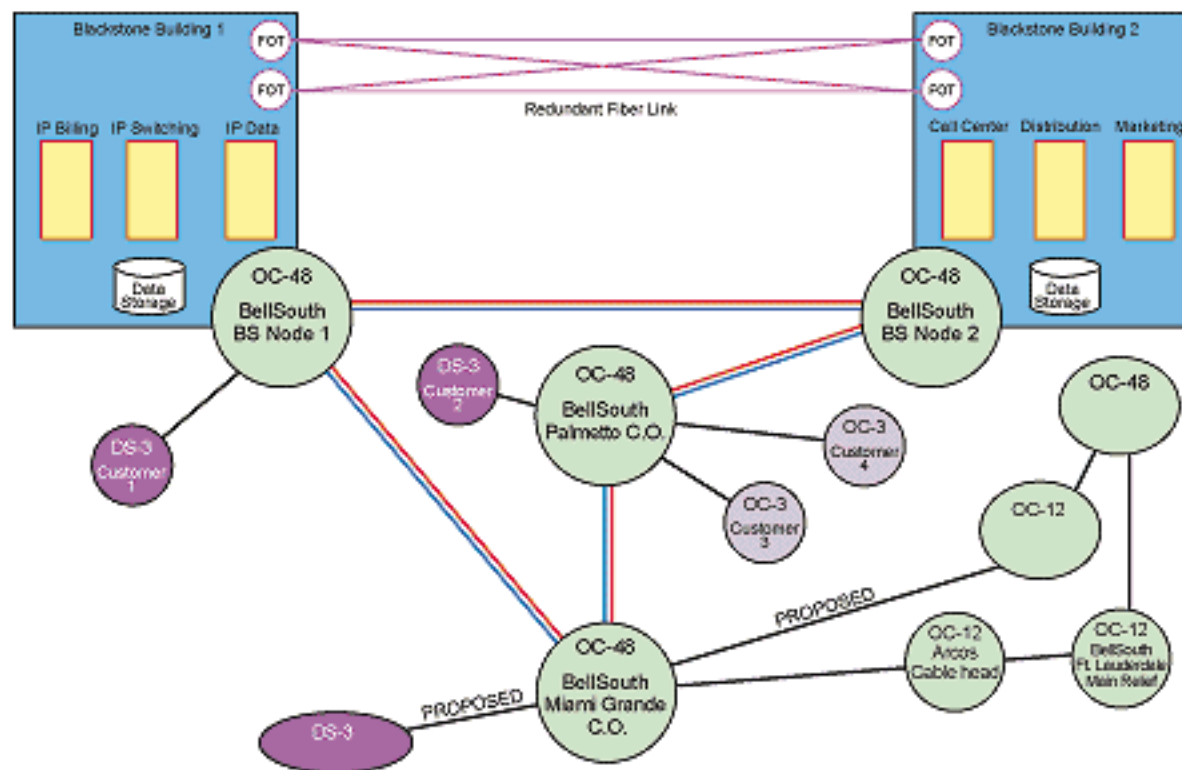 Blackstone Building 1
FOT
FOT
IP Billing
IP Switching
IP Data
Data
Storage
Redundant Fiber Link
Blackstone Building 2
FOT
FOT
Call Center
Distribution
Marketing
Data
Storage
OC-48
BellSouth
BS Node 1
OC-48
BellSouth
BS Node 2
DS-3
Customer
1
DS-3
Customer
2
OC-48
BellSouth
Palmetto C.O.
OC-3
Customer
4
OC-3
Customer
3
OC-48
OC-12
PROPOSED
OC-48
BellSouth
Miami Grande
C.O.
OC-12
Arcos
Cable head
OC-12
BellSouth
Ft. Lauderdale
Main Relief
PROPOSED
DS-3